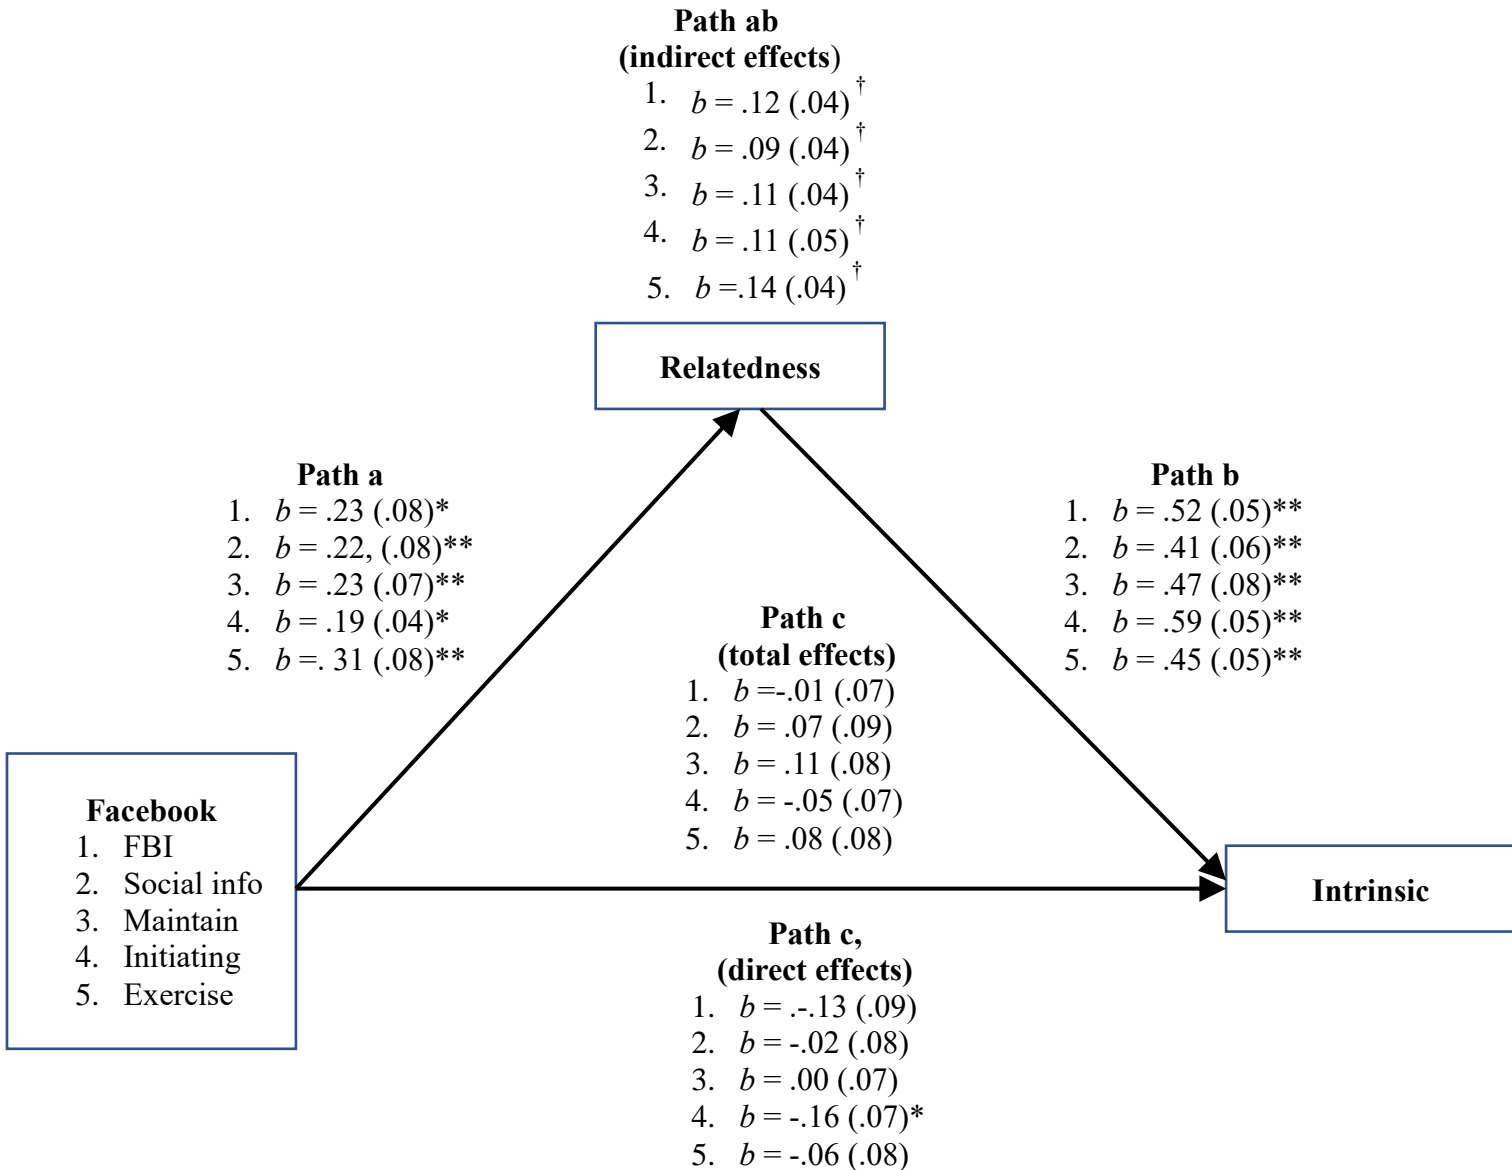 Path ab
(indirect effects)
1. b = .12 (.04) †
2. b = .09 (.04) †
3. b = .11 (.04) †
4. b = .11 (.05) †
5. b =.14 (.04) †
Relatedness
Path a
1. b = .23 (.08)*
2. b = .22, (.08)**
3. b = .23 (.07)**
4. b = .19 (.04)*
5. b =. 31 (.08)**
Path b
1. b = .52 (.05)**
2. b = .41 (.06)**
3. b = .47 (.08)**
4. b = .59 (.05)**
5. b = .45 (.05)**
Path c
(total effects)
1. b =-.01 (.07)
2. b = .07 (.09)
3. b = .11 (.08)
4. b = -.05 (.07)
5. b = .08 (.08)
Facebook
1. FBI
2. Social info
3. Maintain
4. Initiating
5. Exercise
Intrinsic
Path c,
(direct effects)
1. b = .-.13 (.09)
2. b = -.02 (.08)
3. b = .00 (.07)
4. b = -.16 (.07)*
5. b = -.06 (.08)